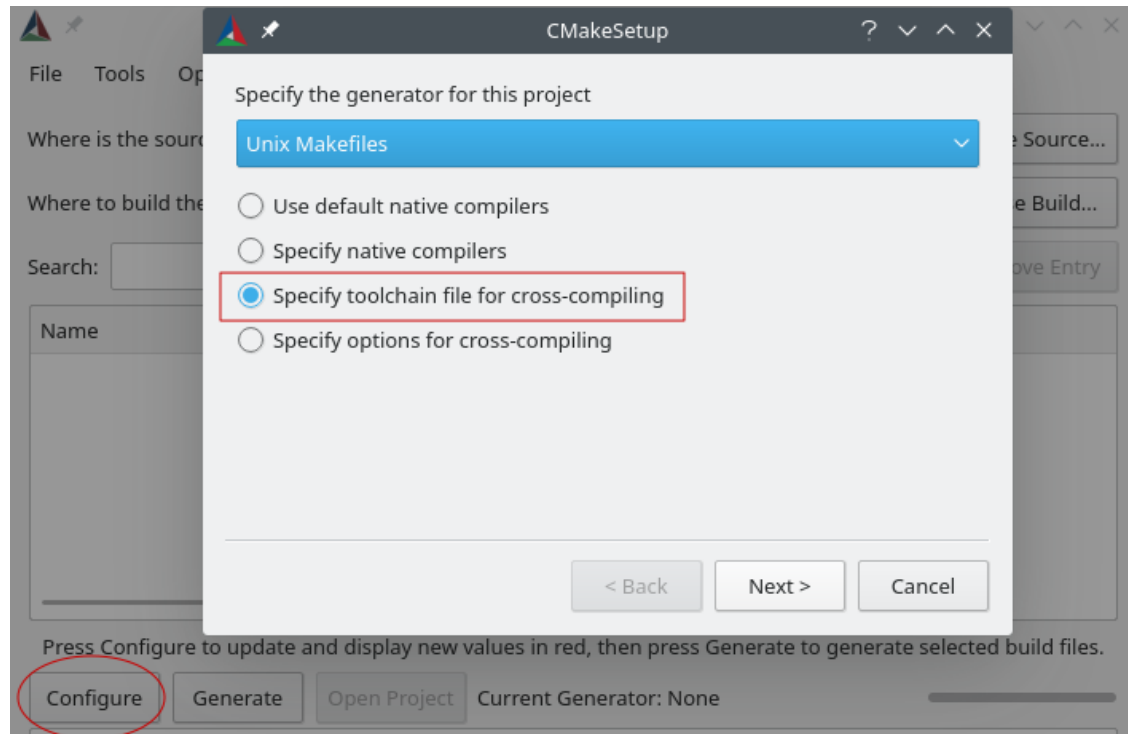 CMakeSetup
File Tools Op
Specify the generator for this project
Where is the sourc
Unix Makefiles
e Source...
Use default native compilers
Where to build the
e Build...
Specify native compilers
Search:
ove Entry
Specify toolchain file for cross-compiling
Name
Specify options for cross-compiling
< Back Next > Cancel
Press Configure to update and display new values in red, then press Generate to generate selected build files.
Configure Generate Open Project Current Generator: None